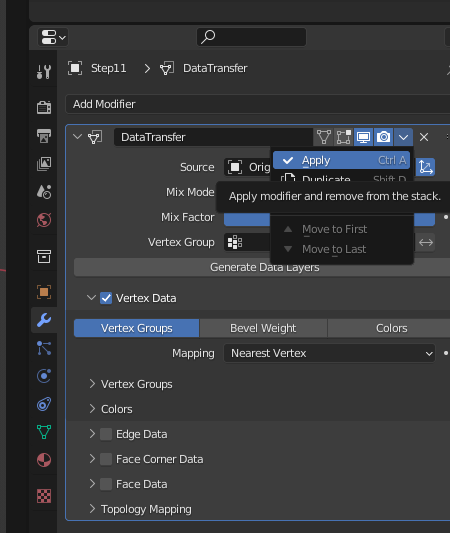 Step11 > DataTransfer
Add Modifier
DataTransfer
Apply Ctrl A
Source Orig
Duplicate Shift D
Mix Mode
Apply modifier and remove from the stack.
Mix Factor
Move to First
Vertex Group
Move to Last
Generate Data Layers
Vertex Data
Vertex Groups Bevel Weight Colors
Mapping Nearest Vertex
Vertex Groups
Colors
Edge Data
Face Corner Data
Face Data
Topology Mapping